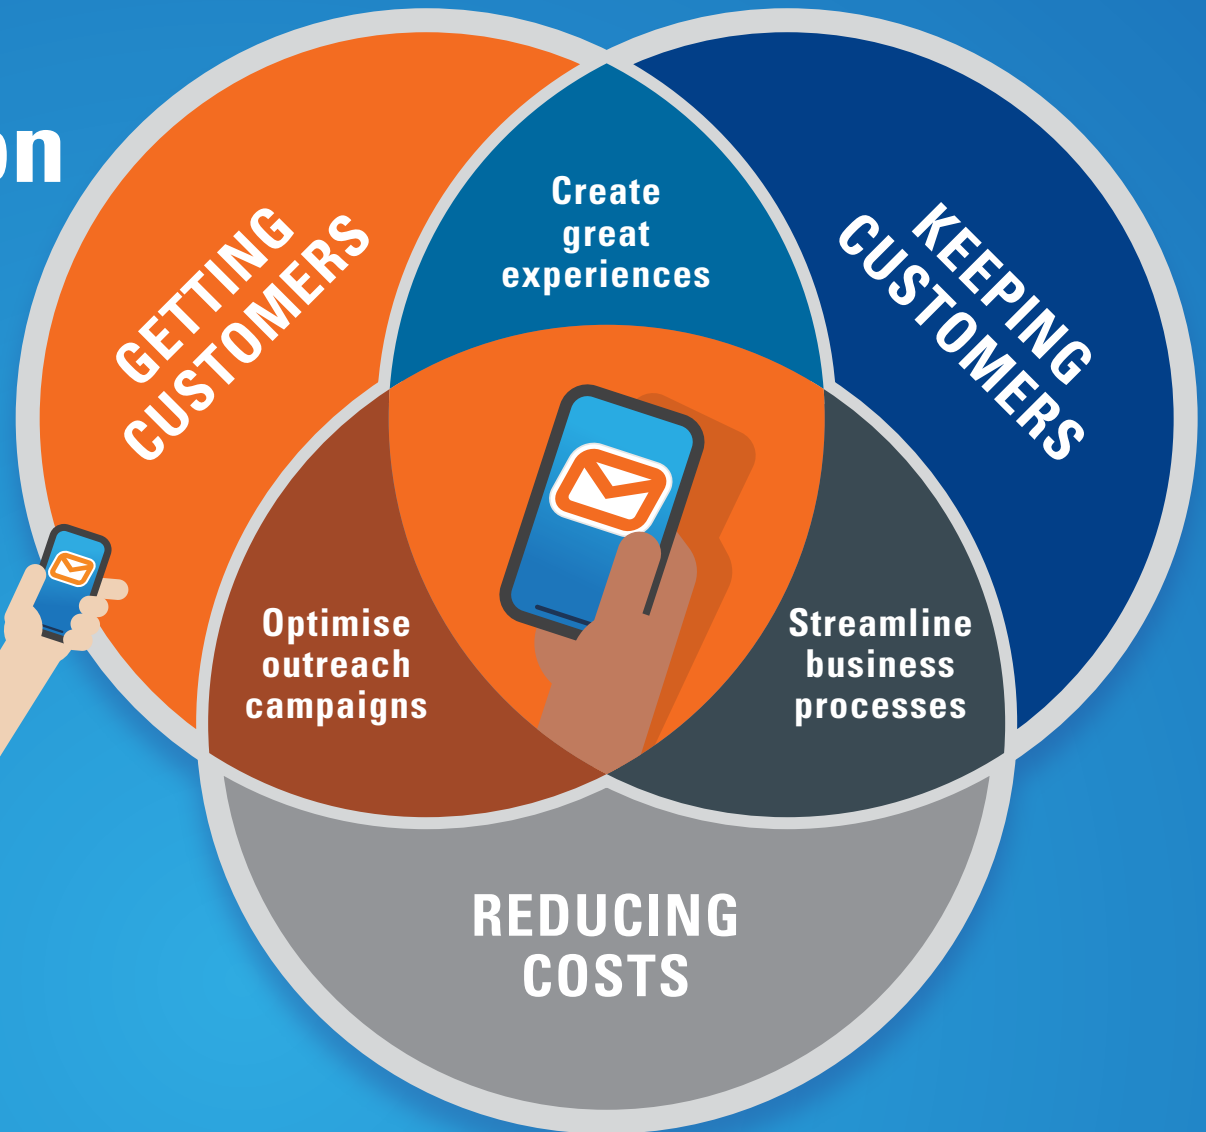 on
Create
great
experiences
GETTING
CUSTOMERS
KEEPING
CUSTOMERS
Optimise
outreach
campaigns
Streamline
business
processes
REDUCING
COSTS